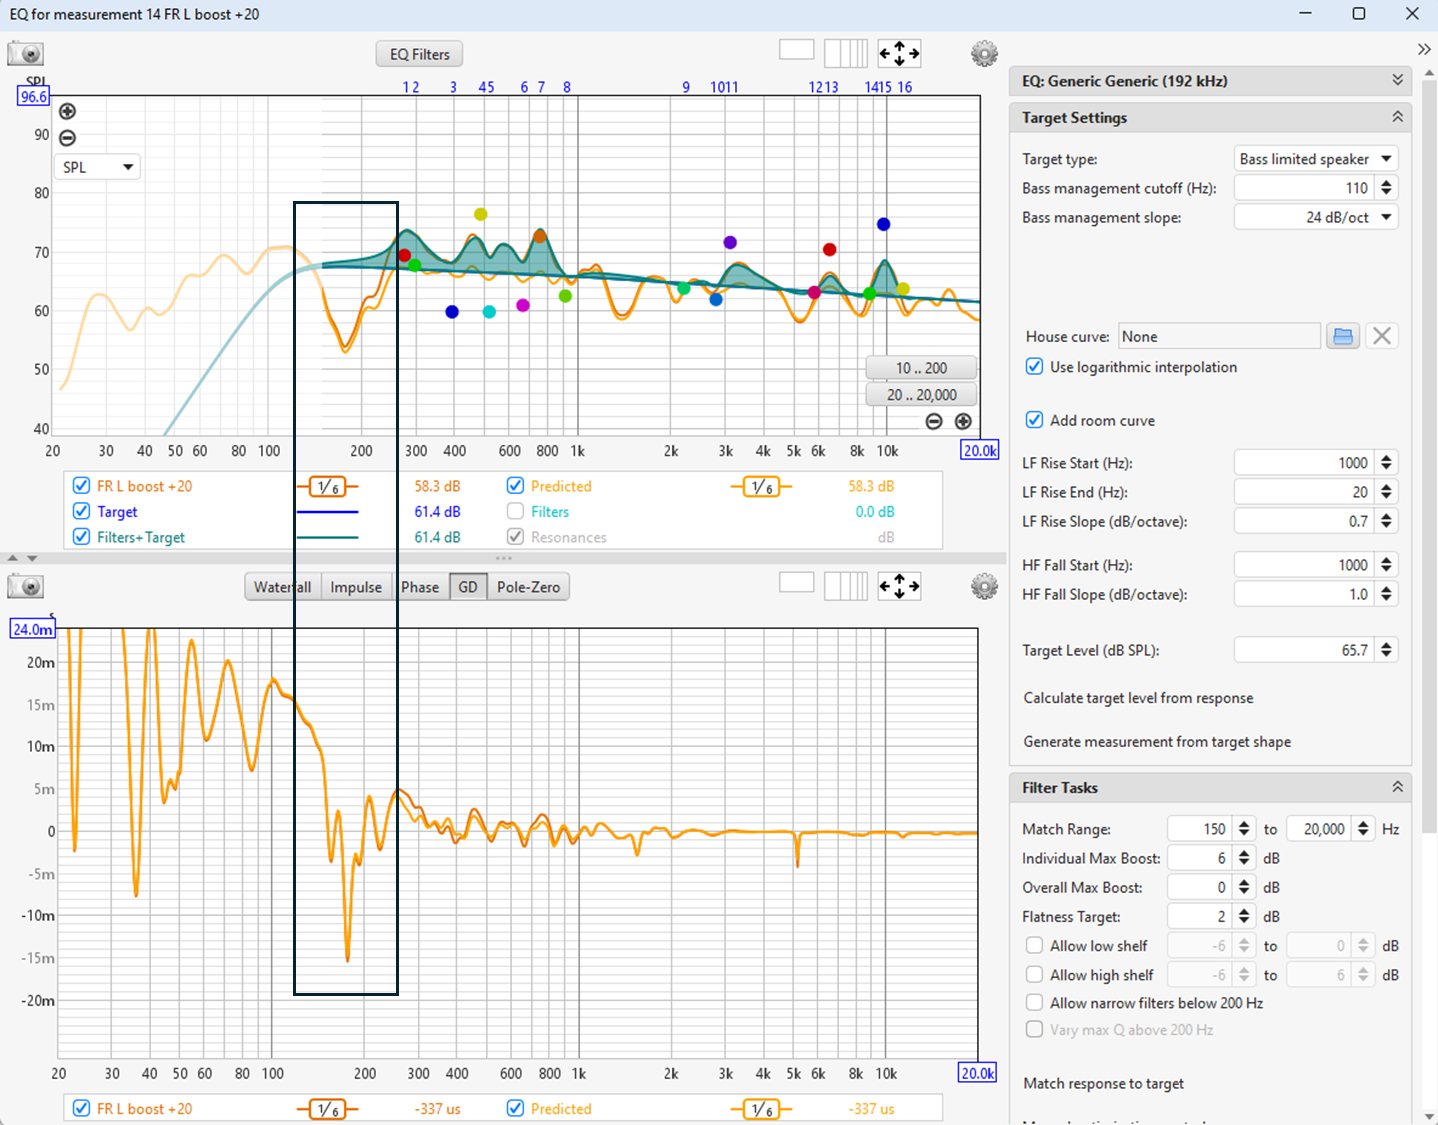 EQ for measurement 14 FR L boost +20
EQ Filters
SPL
96.6
1 2 3 4 5 6 7 8 9 10 11 12 13 14 15 16
90
SPL
80
70
60
50
40
10 .. 200
20 .. 20,000
20 30 40 50 60 80 100 200 300 400 600 800 1k 2k 3k 4k 5k 6k 8k 10k 20.0k
FR L boost +20 1/6 58.3 dB Predicted 1/6 58.3 dB
Target 61.4 dB Filters 0.0 dB
Filters+Target 61.4 dB Resonances dB
Waterfall Impulse Phase GD Pole-Zero
24.0m
20m
15m
10m
5m
0
-5m
-10m
-15m
-20m
20 30 40 50 60 80 100 200 300 400 600 800 1k 2k 3k 4k 5k 6k 8k 10k 20.0k
FR L boost +20 1/6 -337 us Predicted 1/6 -337 us
EQ: Generic Generic (192 kHz)
Target Settings
Target type: Bass limited speaker
Bass management cutoff (Hz): 110
Bass management slope: 24 dB/oct
House curve: None
Use logarithmic interpolation
Add room curve
LF Rise Start (Hz): 1000
LF Rise End (Hz): 20
LF Rise Slope (dB/octave): 0.7
HF Fall Start (Hz): 1000
HF Fall Slope (dB/octave): 1.0
Target Level (dB SPL): 65.7
Calculate target level from response
Generate measurement from target shape
Filter Tasks
Match Range: 150 to 20,000 Hz
Individual Max Boost: 6 dB
Overall Max Boost: 0 dB
Flatness Target: 2 dB
Allow low shelf -6 to 0 dB
Allow high shelf -6 to 6 dB
Allow narrow filters below 200 Hz
Vary max Q above 200 Hz
Match response to target